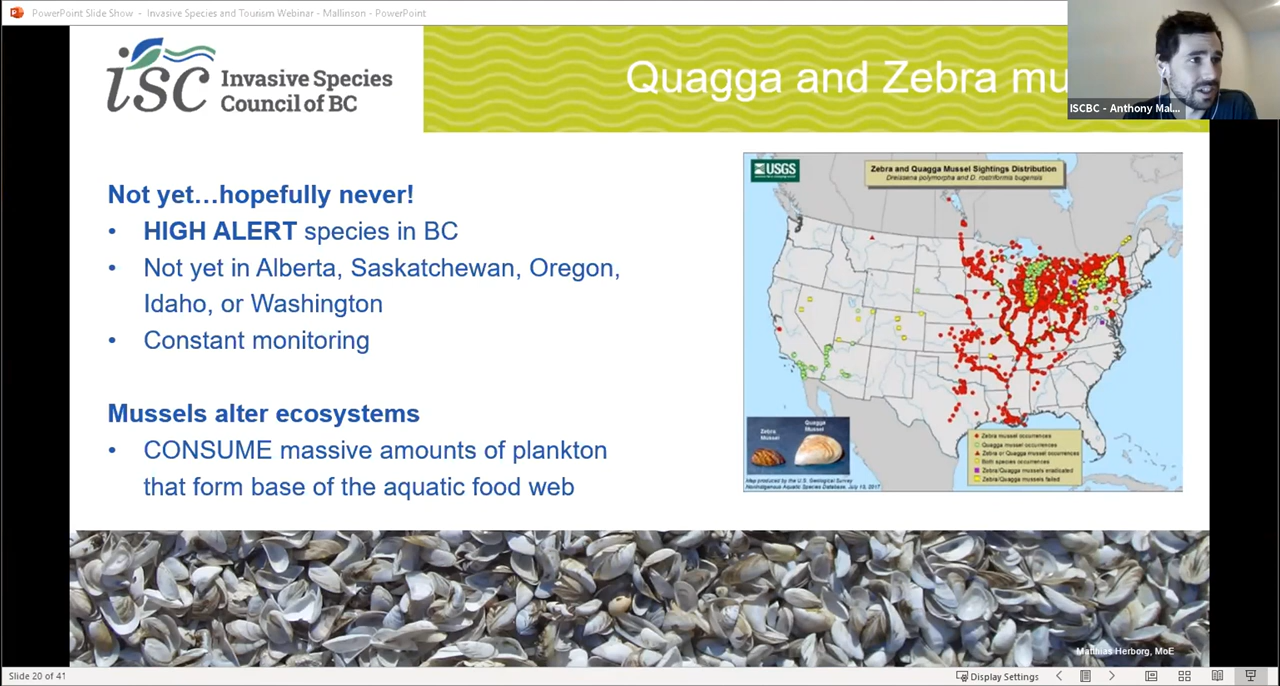 PowerPoint Slide Show - Invasive Species and Tourism Webinar - Mallinson - PowerPoint
isc Invasive Species
Council of BC
Quagga and Zebra mu
ISCBC - Anthony Mal...
Not yet...hopefully never!
• HIGH ALERT species in BC
• Not yet in Alberta, Saskatchewan, Oregon,
Idaho, or Washington
• Constant monitoring
Mussels alter ecosystems
• CONSUME massive amounts of plankton
that form base of the aquatic food web
USGS
Zebra and Quagga Mussel Sightings Distribution
Dreissena polymorpha and D. rostriformis bugensis
Zebra
Mussel
Quagga
Mussel
Zebra mussel occurrences
Quagga mussel occurrences
Zebra or Quagga mussel occurrences
Both species occurrences
Zebra/Quagga mussels eradicated
Zebra/Quagga mussels failed
Map produced by the U.S. Geological Survey
Nonindigenous Aquatic Species Database, July 13, 2017
Matthias Herborg, MoE
Slide 20 of 41
Display Settings